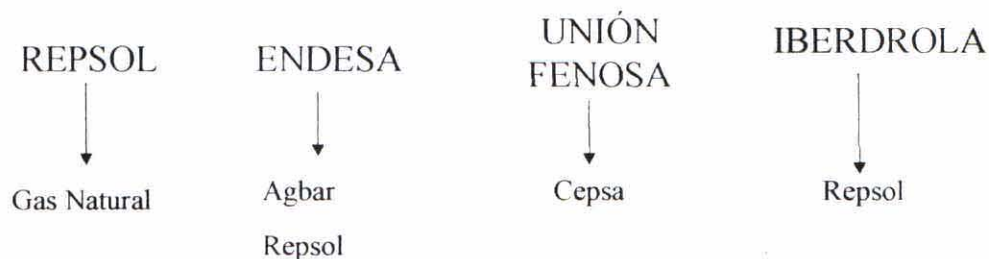 REPSOL
ENDESA
UNIÓN
FENOSA
IBERDROLA
Gas Natural
Agbar
Cepsa
Repsol
Repsol